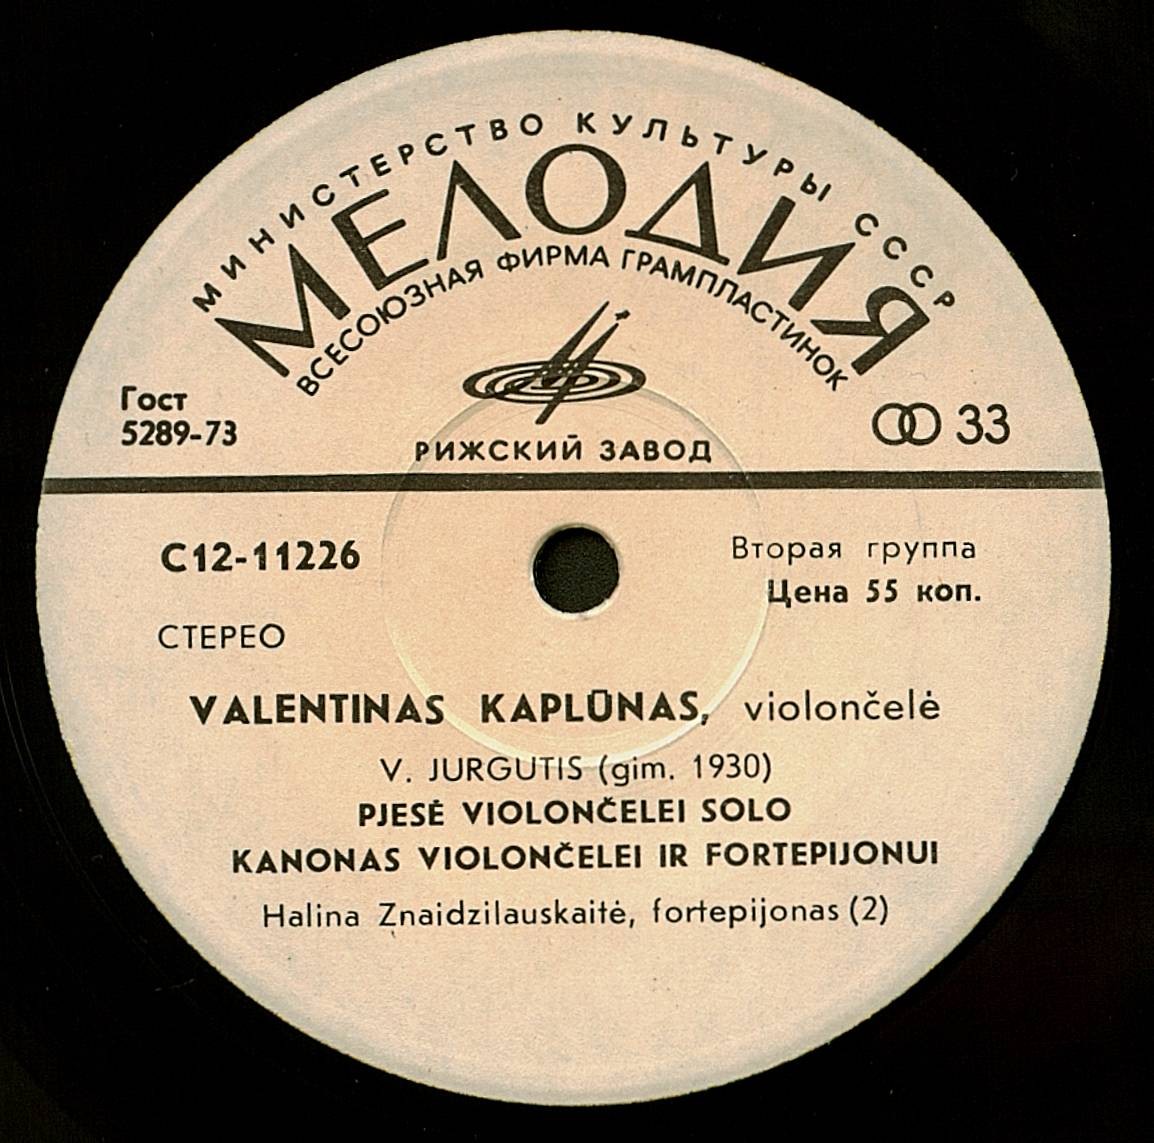 МИНИСТЕРСТВО КУЛЬТУРЫ СССР
МЕЛОДИЯ
ВСЕСОЮЗНАЯ ФИРМА ГРАМПЛАСТИНОК
Гост
5289-73
33
РИЖСКИЙ ЗАВОД
С12-11226
Вторая группа
Цена 55 коп.
СТЕРЕО
VALENTINAS KAPLŪNAS, violončelė
V. JURGUTIS (gim. 1930)
PJESĖ VIOLONČELEI SOLO
KANONAS VIOLONČELEI IR FORTEPIJONUI
Halina Znaidzilauskaitė, fortepijonas (2)